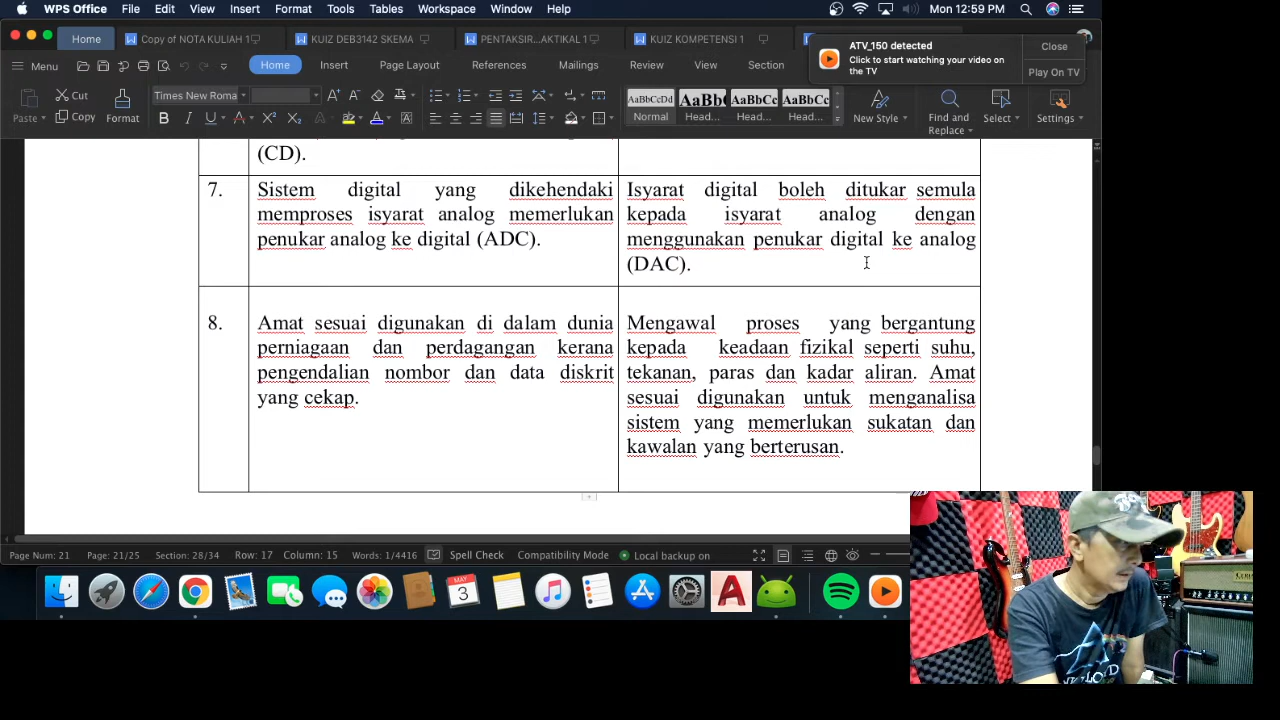 WPS Office File Edit View Insert Format Tools Tables Workspace Window Help Mon 12:59 PM
Home Copy of NOTA KULIAH 1 KUIZ DEB3142 SKEMA PENTAKSIR...AKTIKAL 1 KUIZ KOMPETENSI 1
ATV_150 detected
Click to start watching your video on
the TV
Close
Play On TV
Menu Home Insert Page Layout References Mailings Review View Section
Paste Cut Copy Format Times New Roma
B I U
AaBbCcDd AaBb AaBbCc AaBbCc
Normal Head... Head... Head... New Style Find and
Replace Select Settings
(CD).
7. Sistem digital yang dikehendaki
memproses isyarat analog memerlukan
penukar analog ke digital (ADC).
Isyarat digital boleh ditukar semula
kepada isyarat analog dengan
menggunakan penukar digital ke analog
(DAC).
8. Amat sesuai digunakan di dalam dunia
perniagaan dan perdagangan kerana
pengendalian nombor dan data diskrit
yang cekap.
Mengawal proses yang bergantung
kepada keadaan fizikal seperti suhu,
tekanan, paras dan kadar aliran. Amat
sesuai digunakan untuk menganalisa
sistem yang memerlukan sukatan dan
kawalan yang berterusan.
Page Num: 21 Page: 21/25 Section: 28/34 Row: 17 Column: 15 Words: 1/4416 Spell Check Compatibility Mode Local backup on
MAY
3